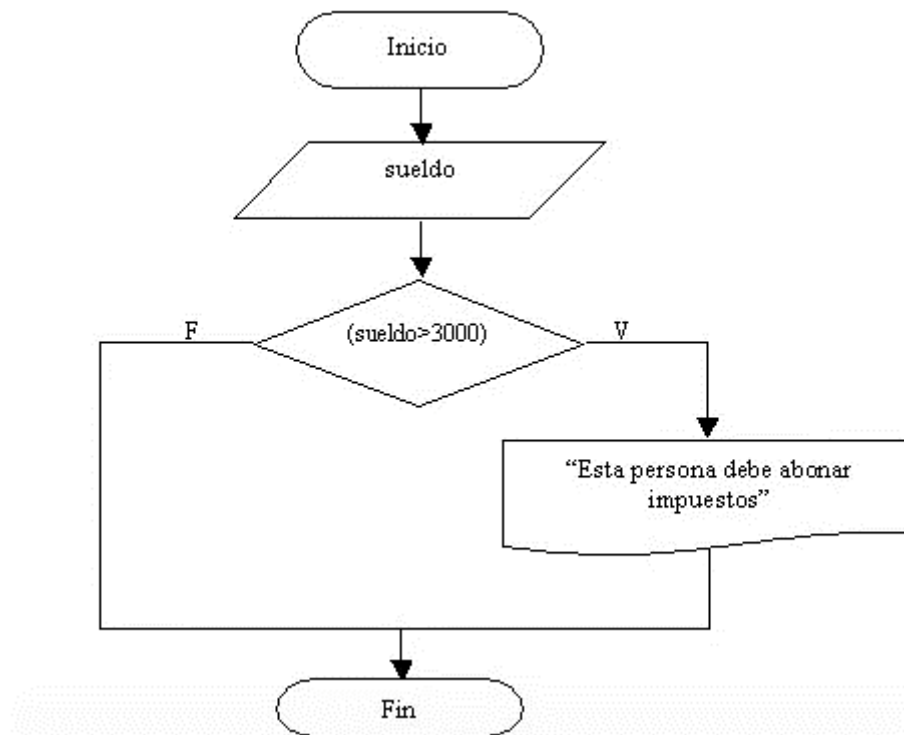 Inicio
sueldo
F
(sueldo>3000)
V
“Esta persona debe abonar
impuestos”
Fin